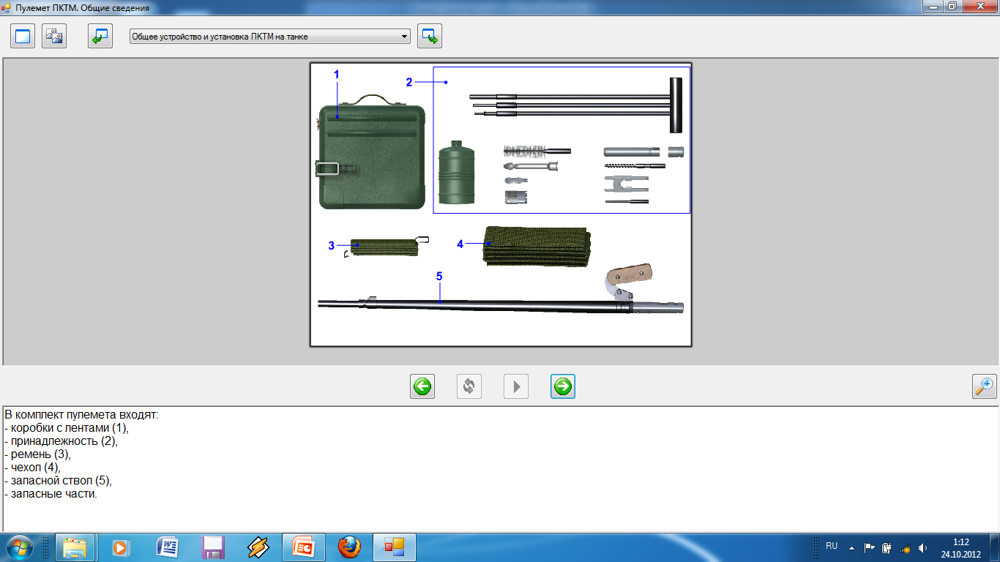 Пулемет ПКТМ. Общие сведения
Общее устройство и установка ПКТМ на танке
1
2
3
4
5
В комплект пулемета входят:
- коробки с лентами (1),
- принадлежность (2),
- ремень (3),
- чехол (4),
- запасной ствол (5),
- запасные части.
RU
1:12
24.10.2012